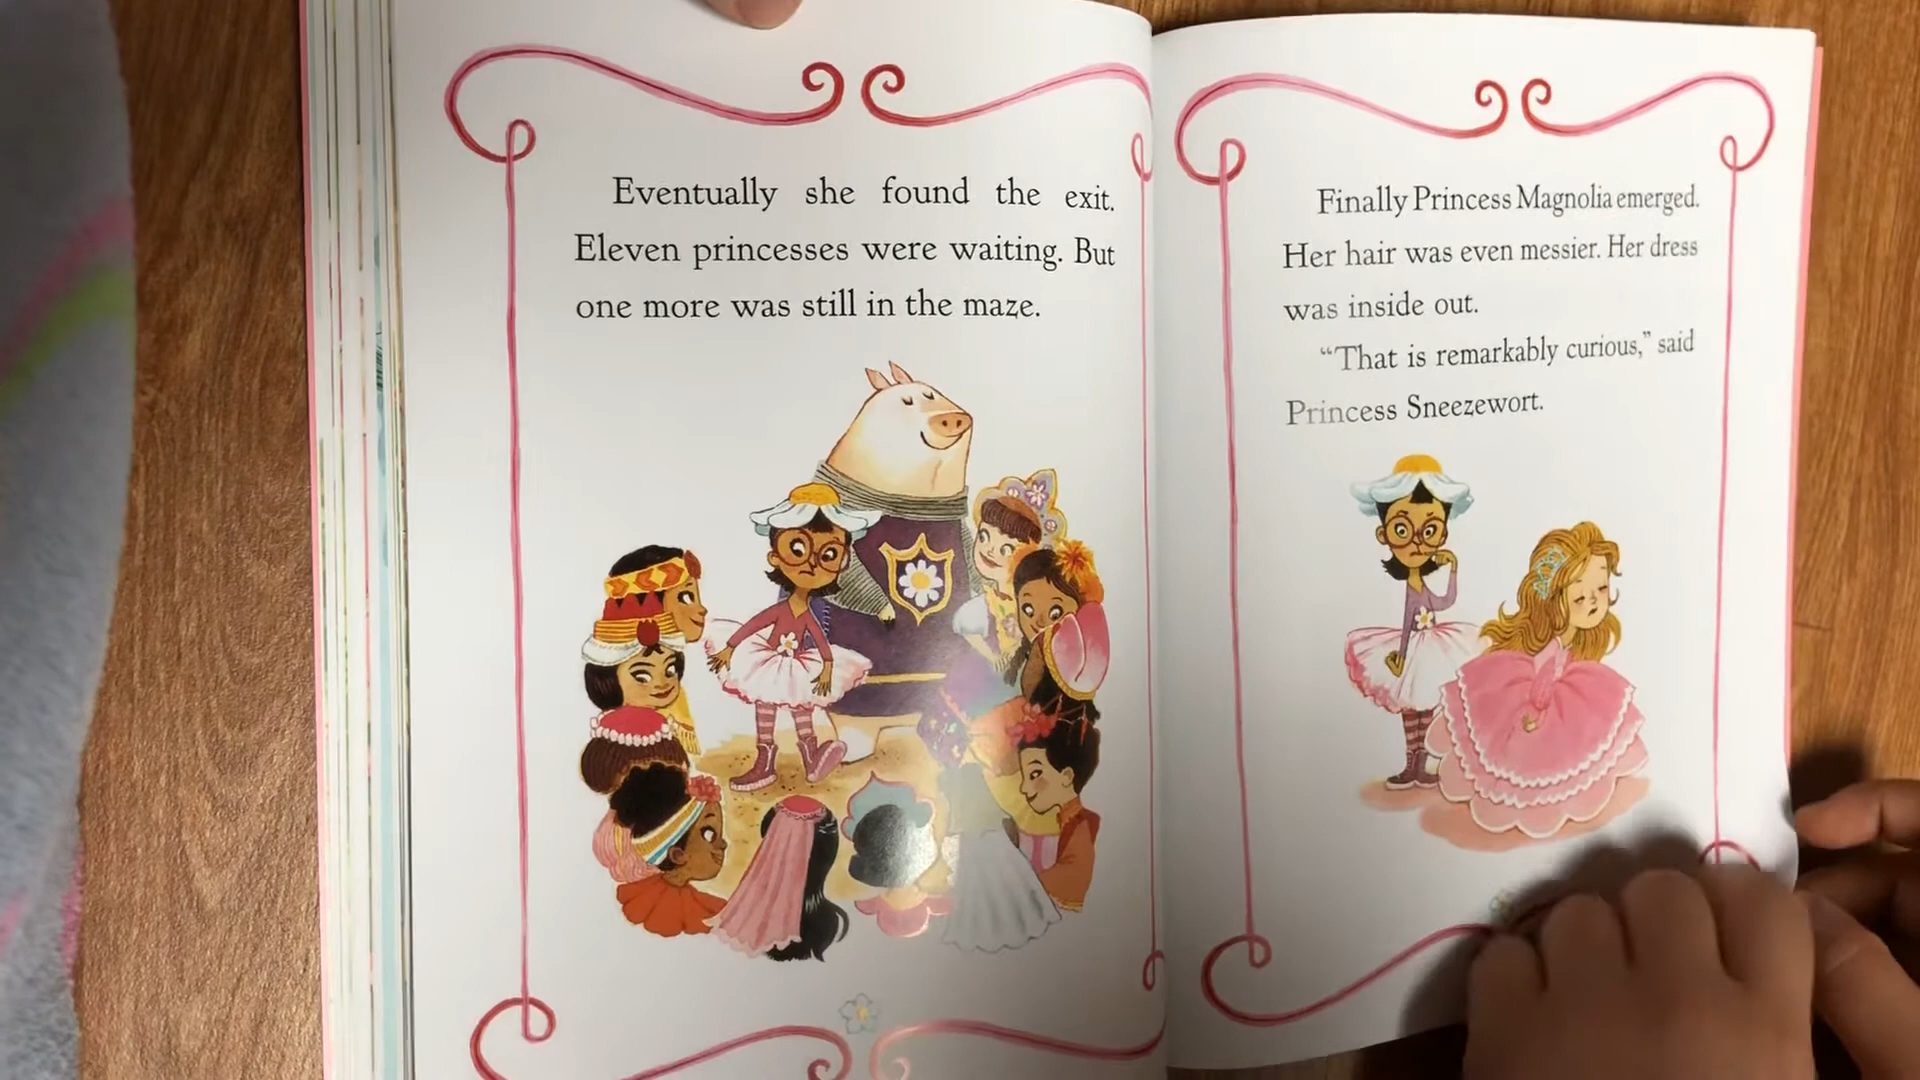 Eventually she found the exit.
Eleven princesses were waiting. But
one more was still in the maze.
Finally Princess Magnolia emerged.
Her hair was even messier. Her dress
was inside out.
“That is remarkably curious,” said
Princess Sneezewort.